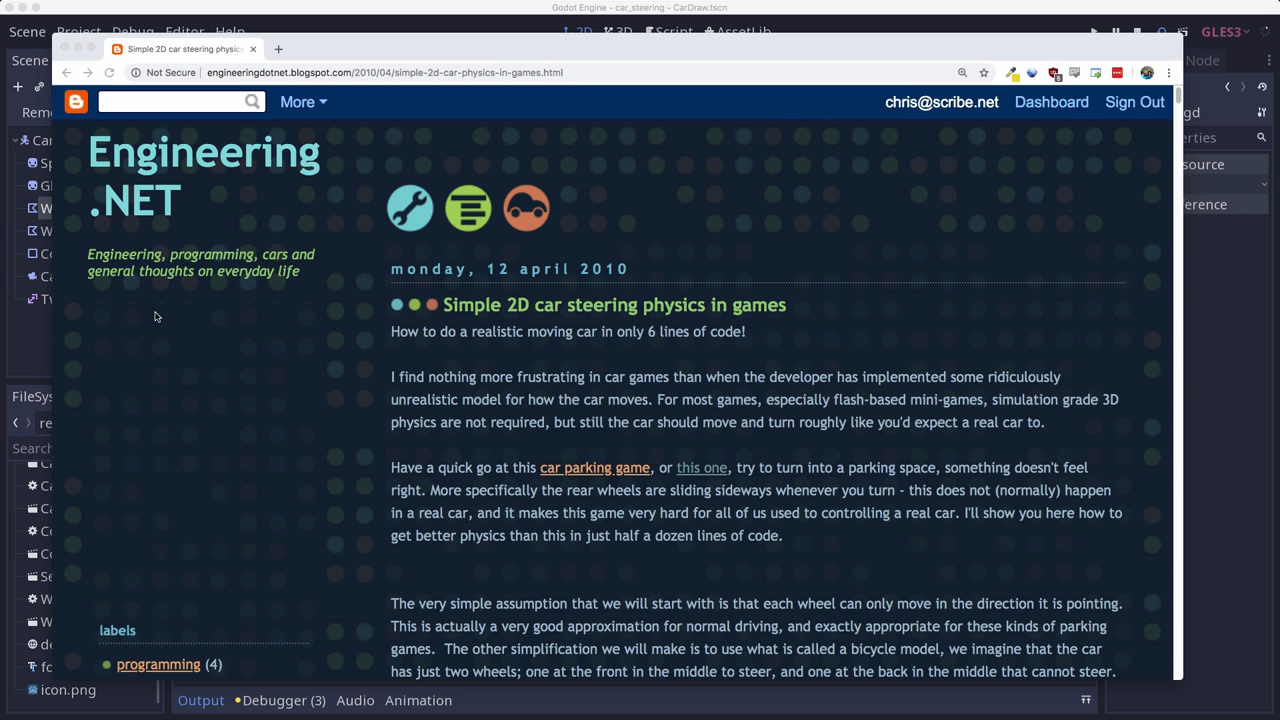 Godot Engine - car_steering - CarDraw.tscn
Scene Project Debug Editor Help 2D 3D Script AssetLib GLES3
Simple 2D car steering physics
Not Secure engineeringdotnet.blogspot.com/2010/04/simple-2d-car-physics-in-games.html
More chris@scribe.net Dashboard Sign Out
Scene
Node
Engineering
.NET
Engineering, programming, cars and
general thoughts on everyday life
monday, 12 april 2010
Simple 2D car steering physics in games
How to do a realistic moving car in only 6 lines of code!
I find nothing more frustrating in car games than when the developer has implemented some ridiculously
unrealistic model for how the car moves. For most games, especially flash-based mini-games, simulation grade 3D
physics are not required, but still the car should move and turn roughly like you'd expect a real car to.
Have a quick go at this car parking game, or this one, try to turn into a parking space, something doesn't feel
right. More specifically the rear wheels are sliding sideways whenever you turn - this does not (normally) happen
in a real car, and it makes this game very hard for all of us used to controlling a real car. I'll show you here how to
get better physics than this in just half a dozen lines of code.
The very simple assumption that we will start with is that each wheel can only move in the direction it is pointing.
This is actually a very good approximation for normal driving, and exactly appropriate for these kinds of parking
games. The other simplification we will make is to use what is called a bicycle model, we imagine that the car
has just two wheels; one at the front in the middle to steer, and one at the back in the middle that cannot steer.
labels
programming (4)
icon.png
Output Debugger (3) Audio Animation